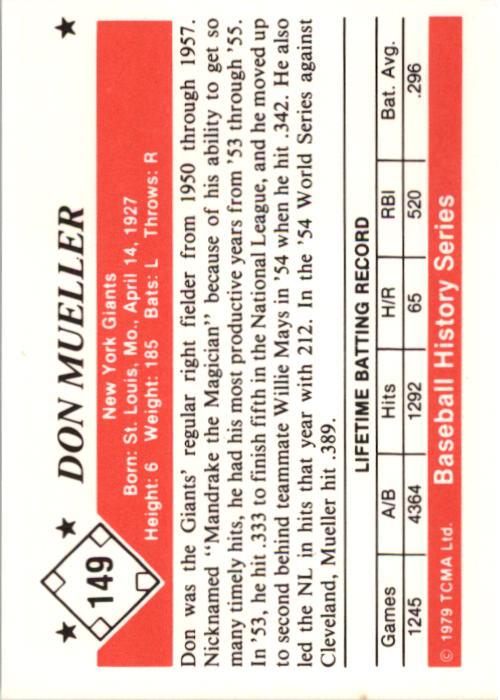 149
DON MUELLER
New York Giants
Born: St. Louis, Mo., April 14, 1927
Height: 6 Weight: 185 Bats: L Throws: R
Don was the Giants' regular right fielder from 1950 through 1957.
Nicknamed "Mandrake the Magician" because of his ability to get so
many timely hits, he had his most productive years from '53 through '55.
In '53, he hit .333 to finish fifth in the National League, and he moved up
to second behind teammate Willie Mays in '54 when he hit .342. He also
led the NL in hits that year with 212. In the '54 World Series against
Cleveland, Mueller hit .389.
LIFETIME BATTING RECORD
Games A/B Hits H/R RBI Bat. Avg.
1245 4364 1292 65 520 .296
© 1979 TCMA Ltd. Baseball History Series